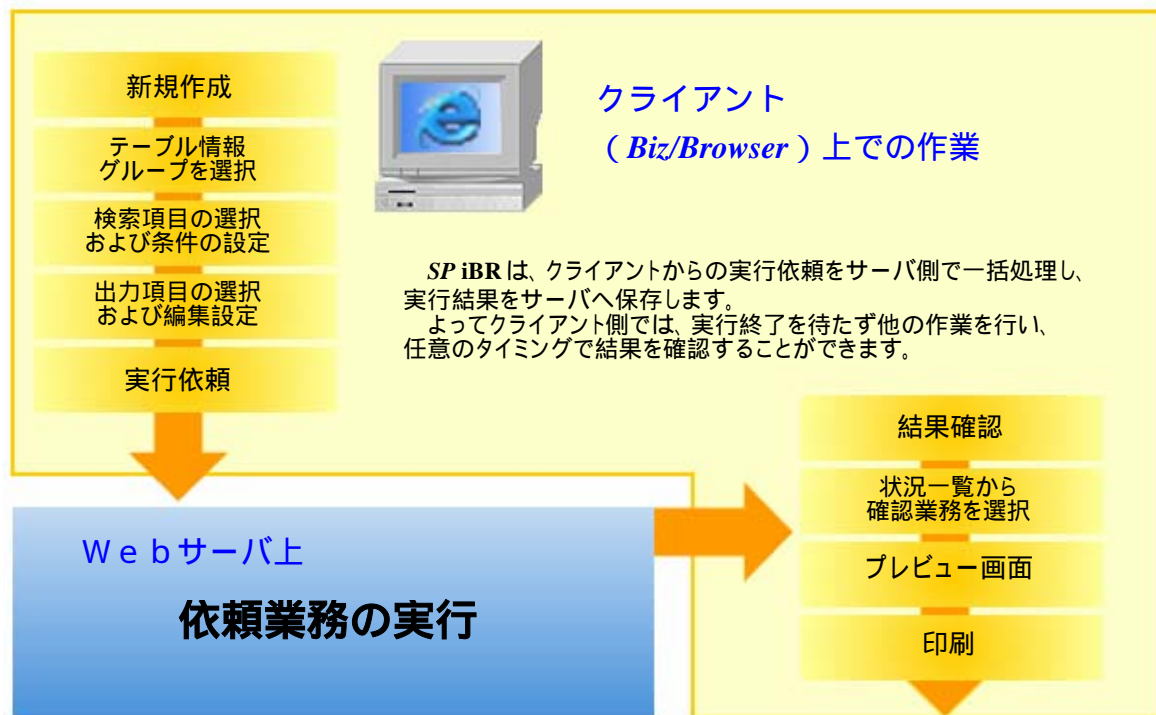 新規作成
テーブル情報
グループを選択
検索項目の選択
および条件の設定
出力項目の選択
および編集設定
実行依頼
クライアント
（Biz/Browser）上での作業
SP iBRは、クライアントからの実行依頼をサーバ側で一括処理し、
実行結果をサーバへ保存します。
よってクライアント側では、実行終了を待たず他の作業を行い、
任意のタイミングで結果を確認することができます。
Ｗｅｂサーバ上
依頼業務の実行
結果確認
状況一覧から
確認業務を選択
プレビュー画面
印刷